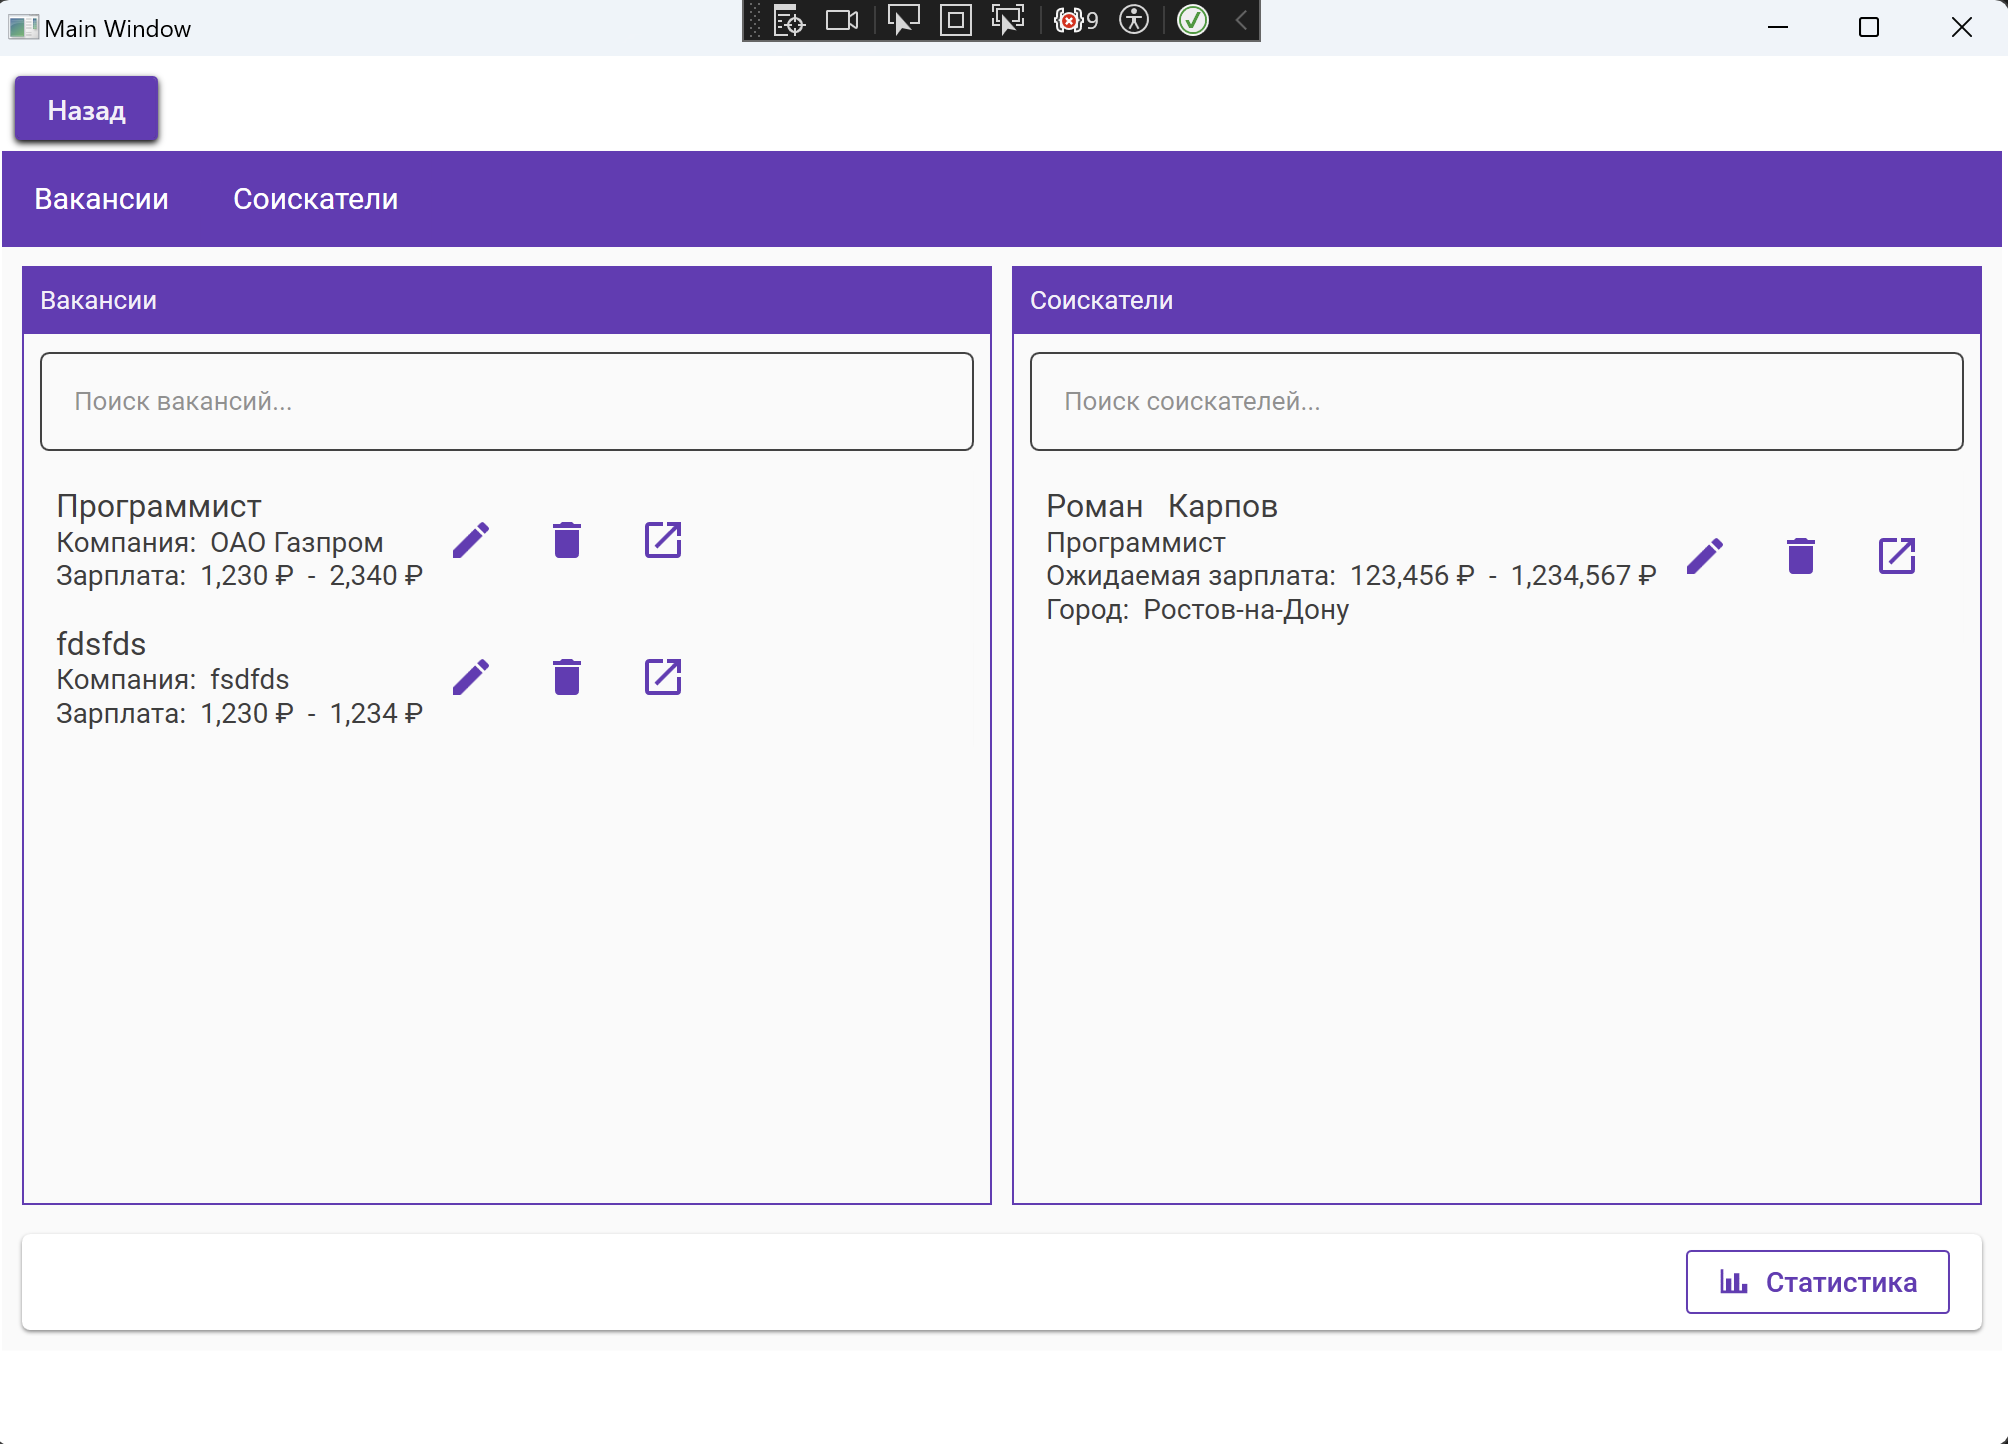 Main Window
9
Назад
Вакансии Соискатели
Вакансии
Поиск вакансий...
Программист
Компания: ОАО Газпром
Зарплата: 1,230 ₽ - 2,340 ₽
fdsfds
Компания: fsdfds
Зарплата: 1,230 ₽ - 1,234 ₽
Соискатели
Поиск соискателей...
Роман Карпов
Программист
Ожидаемая зарплата: 123,456 ₽ - 1,234,567 ₽
Город: Ростов-на-Дону
Статистика